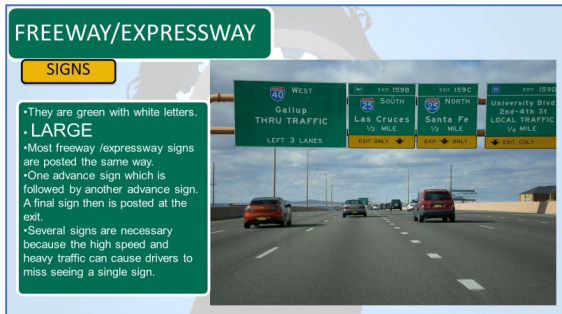 FREEWAY/EXPRESSWAY
SIGNS
•They are green with white letters.
• LARGE
•Most freeway /expressway signs
are posted the same way.
•One advance sign which is
followed by another advance sign.
A final sign then is posted at the
exit.
•Several signs are necessary
because the high speed and
heavy traffic can cause drivers to
miss seeing a single sign.
40 WEST
Gallup
THRU TRAFFIC
LEFT 3 LANES
EXIT 159B
25 SOUTH
Las Cruces
½ MILE
EXIT ONLY
EXIT 159C
25 NORTH
Santa Fe
½ MILE
EXIT ONLY
H EXIT 159D
University Blvd
2nd-4th St
LOCAL TRAFFIC
¼ MILE
EXIT ONLY